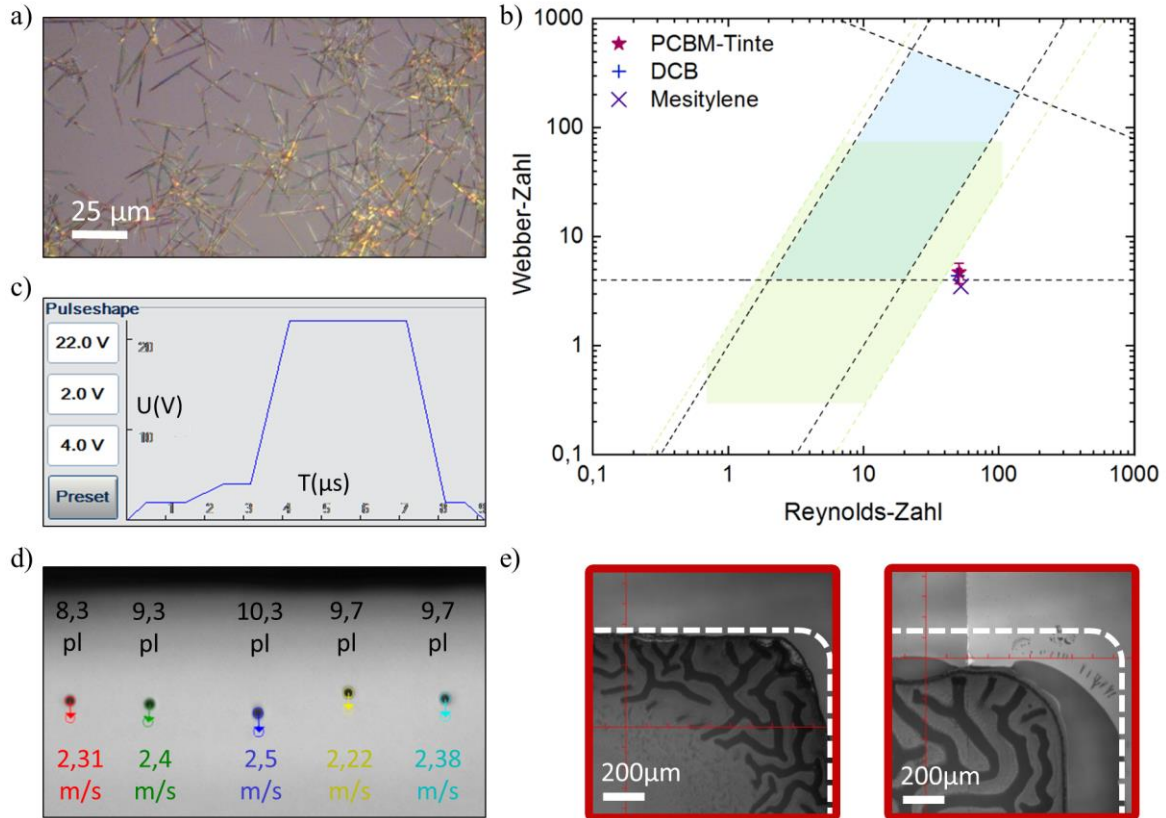 a)
25 µm
b)
PCBM-Tinte
DCB
Mesitylene
Webber-Zahl
1000
100
10
1
0,1
0,1
1
10
100
1000
Reynolds-Zahl
c)
Pulseshape
22.0 V
2.0 V
4.0 V
Preset
U(V)
20
10
T(µs)
1 2 3 4 5 6 7 8 9
d)
8,3 9,3 10,3 9,7 9,7
pl pl pl pl pl
2,31 2,4 2,5 2,22 2,38
m/s m/s m/s m/s m/s
e)
200µm
200µm